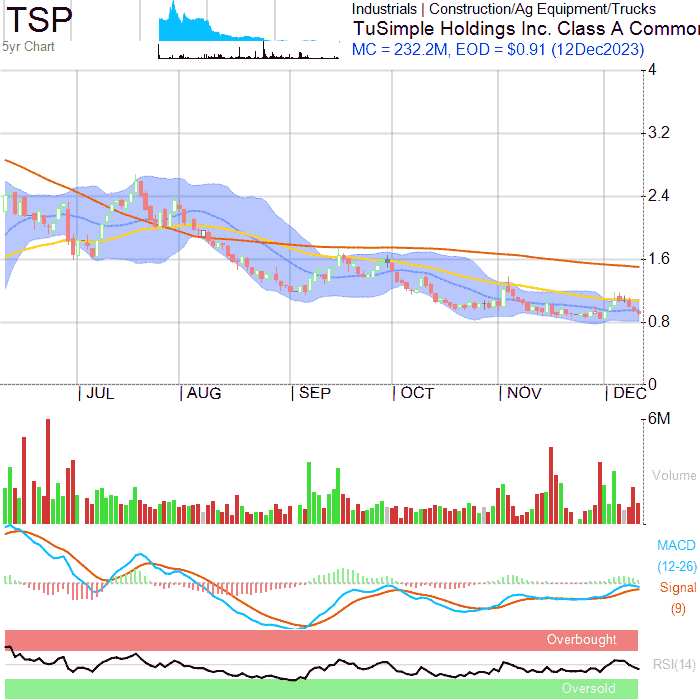 TSP
5yr Chart
Industrials | Construction/Ag Equipment/Trucks
TuSimple Holdings Inc. Class A Common
MC = 232.2M, EOD = $0.91 (12Dec2023)
4
3.2
2.4
1.6
0.8
0
JUL
AUG
SEP
OCT
NOV
DEC
6M
Volume
MACD
(12-26)
Signal
(9)
Overbought
RSI(14)
Oversold